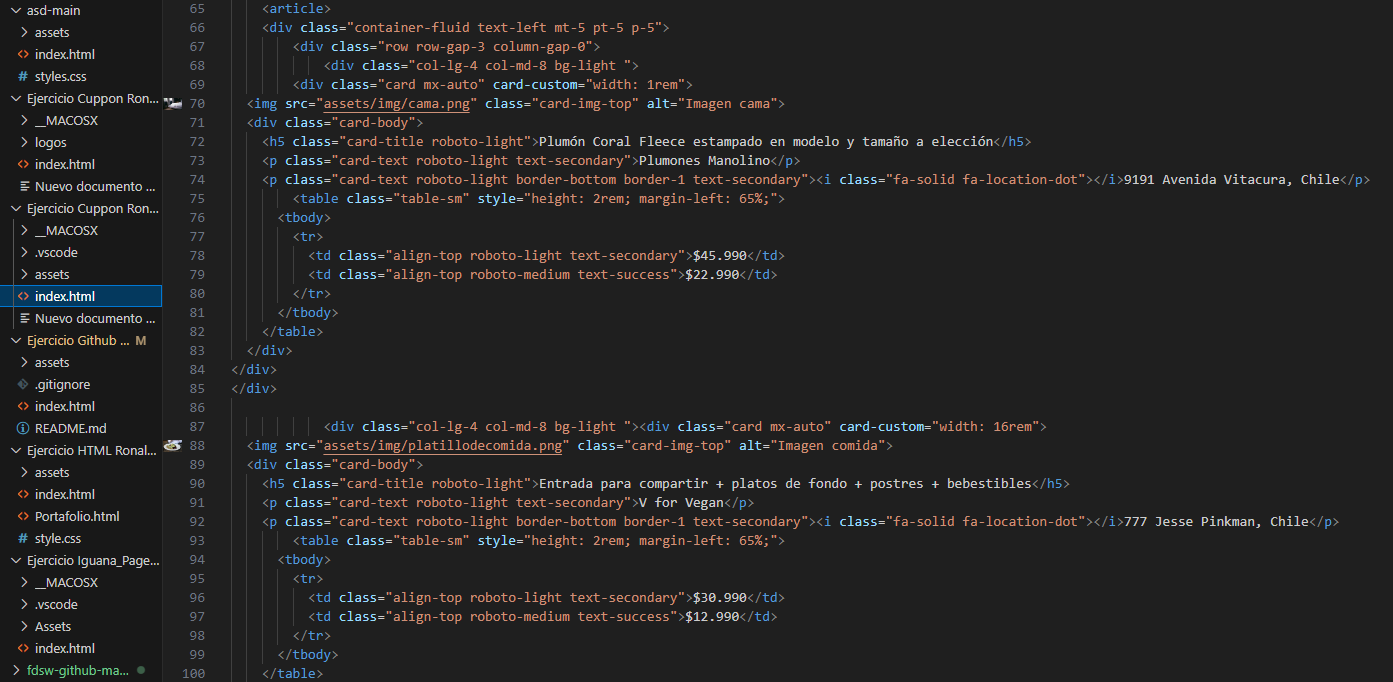 asd-main
assets
index.html
styles.css
Ejercicio Cuppon Ron...
__MACOSX
logos
index.html
Nuevo documento ...
Ejercicio Cuppon Ron...
__MACOSX
.vscode
assets
index.html
Nuevo documento ...
Ejercicio Github ... M
assets
.gitignore
index.html
README.md
Ejercicio HTML Ronal...
assets
index.html
Portafolio.html
style.css
Ejercicio Iguana_Page...
__MACOSX
.vscode
Assets
index.html
fdsw-github-ma...
65 <article>
66 <div class="container-fluid text-left mt-5 pt-5 p-5">
67 <div class="row row-gap-3 column-gap-0">
68 <div class="col-lg-4 col-md-8 bg-light ">
69 <div class="card mx-auto" card-custom="width: 1rem">
70 <img src="assets/img/cama.png" class="card-img-top" alt="Imagen cama">
71 <div class="card-body">
72 <h5 class="card-title roboto-light">Plumón Coral Fleece estampado en modelo y tamaño a elección</h5>
73 <p class="card-text roboto-light text-secondary">Plumones Manolino</p>
74 <p class="card-text roboto-light border-bottom border-1 text-secondary"><i class="fa-solid fa-location-dot"></i>9191 Avenida Vitacura, Chile</p>
75 <table class="table-sm" style="height: 2rem; margin-left: 65%;">
76 <tbody>
77 <tr>
78 <td class="align-top roboto-light text-secondary">$45.990</td>
79 <td class="align-top roboto-medium text-success">$22.990</td>
80 </tr>
81 </tbody>
82 </table>
83 </div>
84 </div>
85 </div>
86
87 <div class="col-lg-4 col-md-8 bg-light "><div class="card mx-auto" card-custom="width: 16rem">
88 <img src="assets/img/platillodecomida.png" class="card-img-top" alt="Imagen comida">
89 <div class="card-body">
90 <h5 class="card-title roboto-light">Entrada para compartir + platos de fondo + postres + bebestibles</h5>
91 <p class="card-text roboto-light text-secondary">V for Vegan</p>
92 <p class="card-text roboto-light border-bottom border-1 text-secondary"><i class="fa-solid fa-location-dot"></i>777 Jesse Pinkman, Chile</p>
93 <table class="table-sm" style="height: 2rem; margin-left: 65%;">
94 <tbody>
95 <tr>
96 <td class="align-top roboto-light text-secondary">$30.990</td>
97 <td class="align-top roboto-medium text-success">$12.990</td>
98 </tr>
99 </tbody>
100 </table>